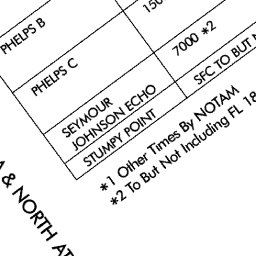 PHELPS B
150
PHELPS C
7000 *2
SEYMOUR
JOHNSON ECHO
SFC TO BUT
STUMPY POINT
*1 Other Times By NOTAM
*2 To But Not Including FL 18
& NORTH AT